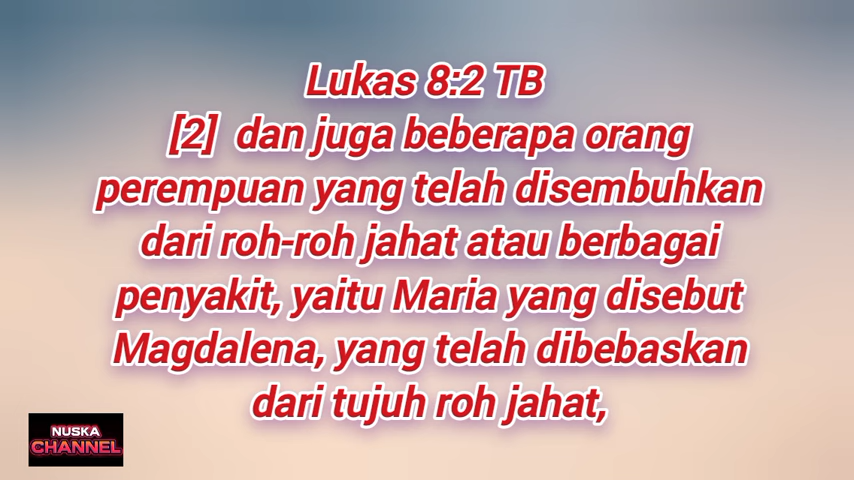 Lukas 8:2 TB
[2]  dan juga beberapa orang
perempuan yang telah disembuhkan
dari roh-roh jahat atau berbagai
penyakit, yaitu Maria yang disebut
Magdalena, yang telah dibebaskan
dari tujuh roh jahat,
NUSKA
CHANNEL